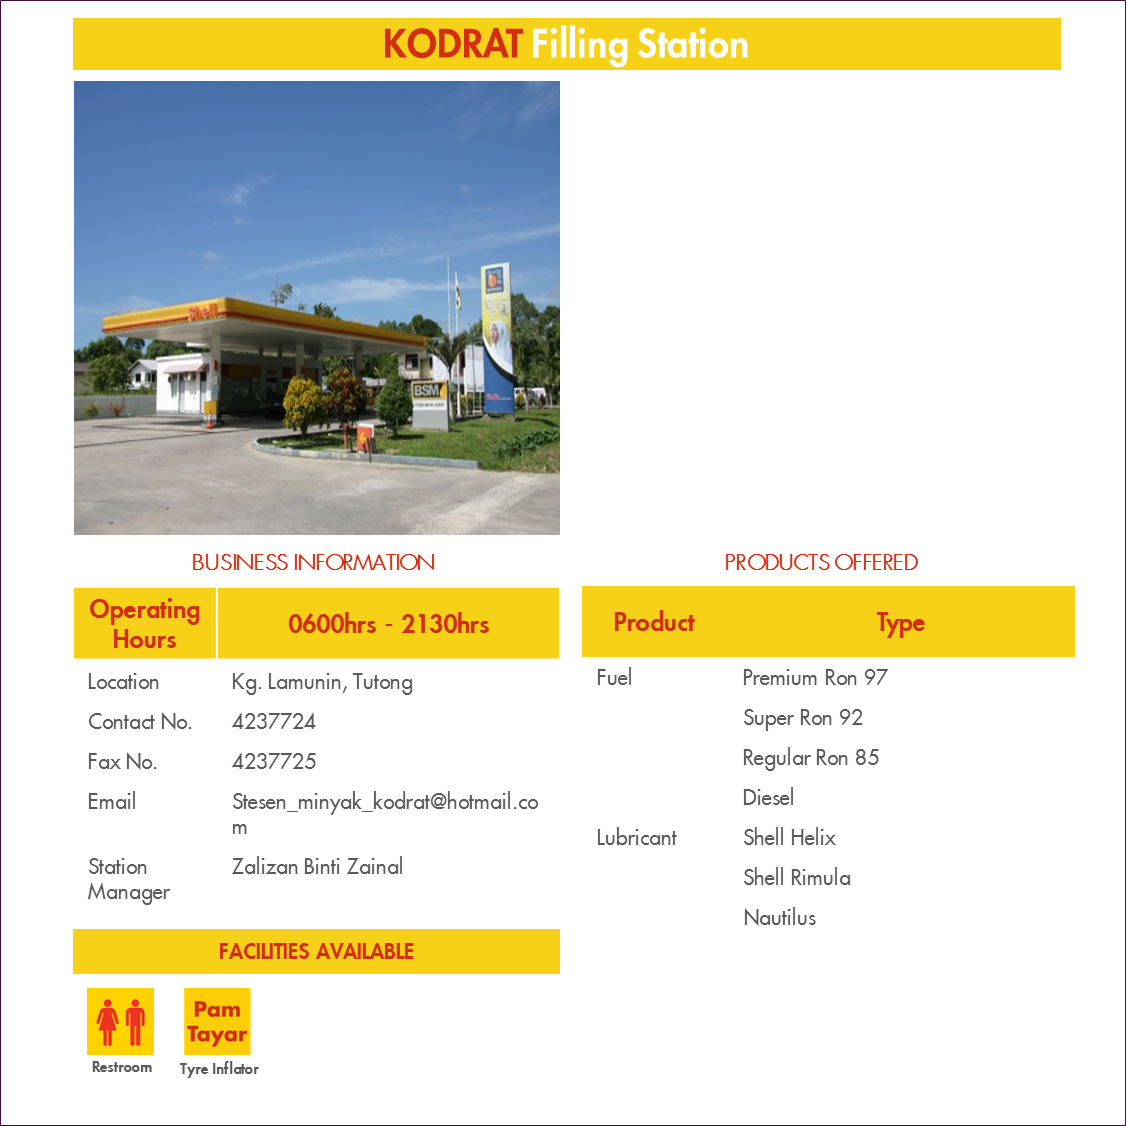 KODRAT Filling Station
Shell
BSM
BUSINESS INFORMATION
Operating
Hours
0600hrs - 2130hrs
Location
Kg. Lamunin, Tutong
Contact No.
4237724
Fax No.
4237725
Email
Stesen_minyak_kodrat@hotmail.co
m
Station
Manager
Zalizan Binti Zainal
PRODUCTS OFFERED
Product
Type
Fuel
Premium Ron 97
Super Ron 92
Regular Ron 85
Diesel
Lubricant
Shell Helix
Shell Rimula
Nautilus
FACILITIES AVAILABLE
Pam
Tayar
Restroom
Tyre Inflator